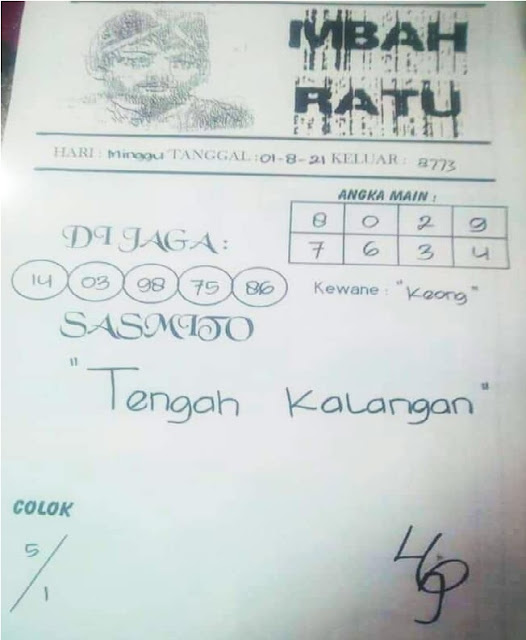 MBAH
RATU
HARI : Minggu TANGGAL : 01-8-21 KELUAR : 8773
ANGKA MAIN :
8 0 2 9
7 6 3 4
DI JAGA :
14 03 98 75 86
Kewane : "Keong"
SASMITO
"Tengah Kalangan"
COLOK
5/1